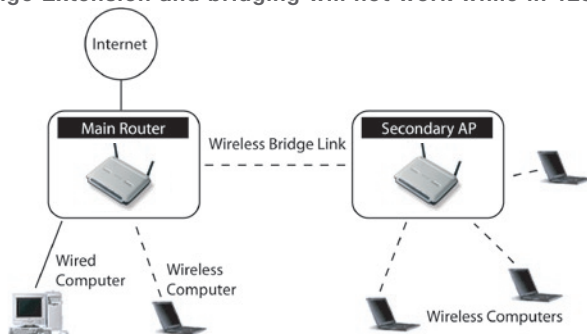 Extension and bridging will not work while in
Internet
Main Router
Secondary AP
Wireless Bridge Link
Wired
Computer
Wireless
Computer
Wireless Computers